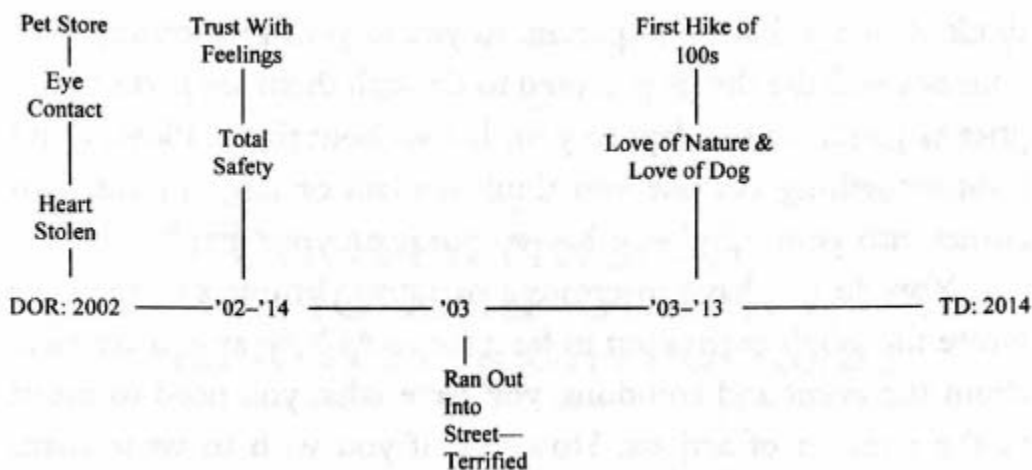 Pet Store
Eye
Contact
Heart
Stolen
Trust With
Feelings
Total
Safety
First Hike of
100s
Love of Nature &
Love of Dog
DOR: 2002 '02–'14 '03 '03–'13 TD: 2014
Ran Out
Into
Street—
Terrified